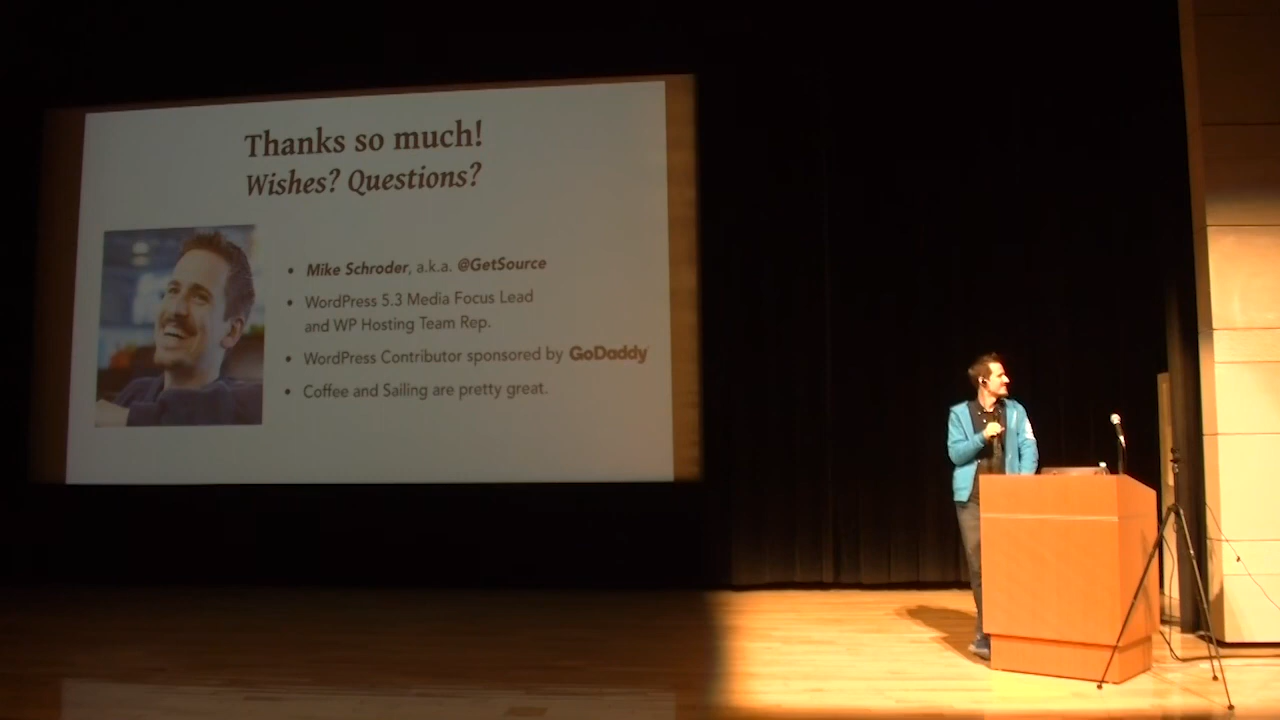 Thanks so much!
Wishes? Questions?
• Mike Schroder, a.k.a. @GetSource
• WordPress 5.3 Media Focus Lead
and WP Hosting Team Rep.
• WordPress Contributor sponsored by GoDaddy
• Coffee and Sailing are pretty great.